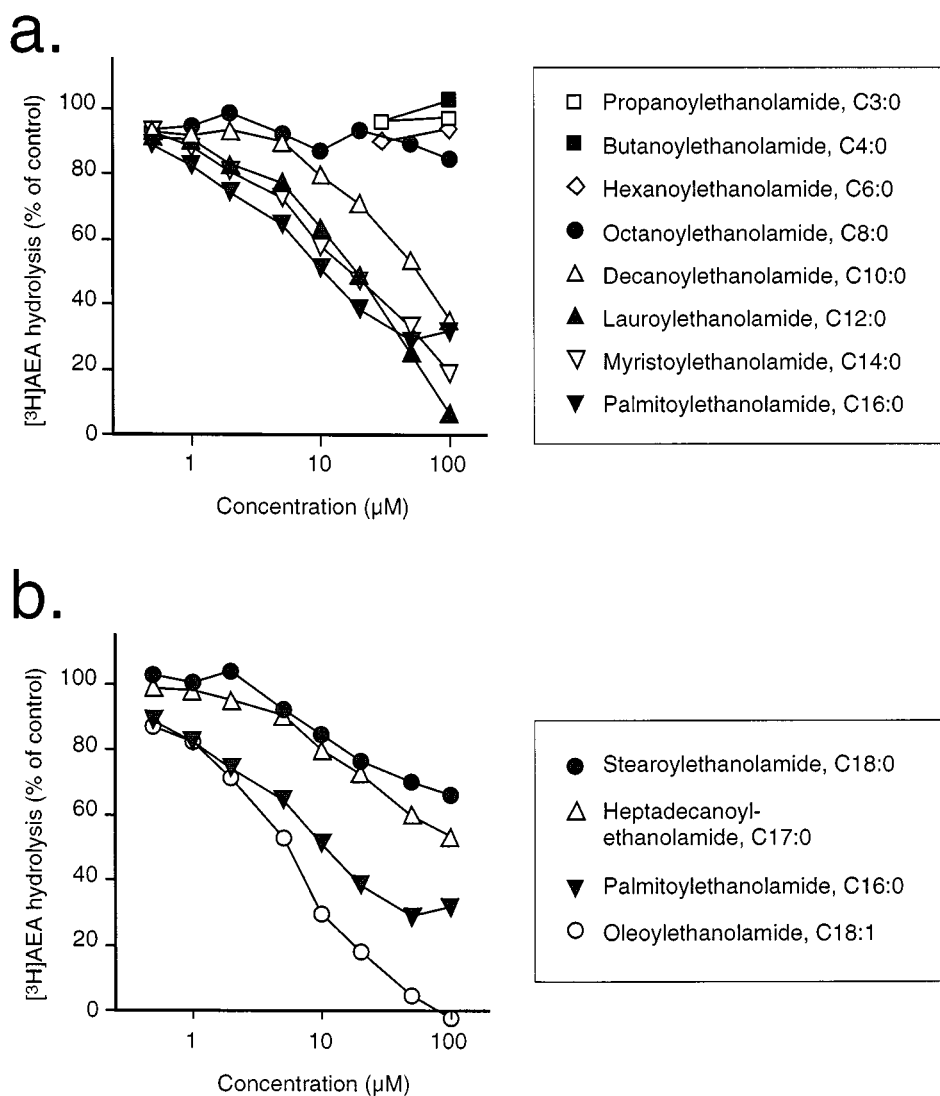 a.
[³H]AEA hydrolysis (% of control)
100
80
60
40
20
0
1
10
100
Concentration (µM)
Propanoylethanolamide, C3:0
Butanoylethanolamide, C4:0
Hexanoylethanolamide, C6:0
Octanoylethanolamide, C8:0
Decanoylethanolamide, C10:0
Lauroylethanolamide, C12:0
Myristoylethanolamide, C14:0
Palmitoylethanolamide, C16:0
b.
[³H]AEA hydrolysis (% of control)
100
80
60
40
20
0
1
10
100
Concentration (µM)
Stearoylethanolamide, C18:0
Heptadecanoyl-
ethanolamide, C17:0
Palmitoylethanolamide, C16:0
Oleoylethanolamide, C18:1